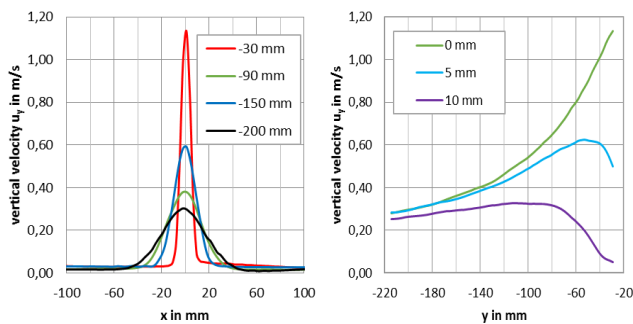 1,20
1,00
0,80
0,60
0,40
0,20
0,00
-100 -60 -20 20 60 100
vertical velocity uy in m/s
x in mm
-30 mm
-90 mm
-150 mm
-200 mm
1,20
1,00
0,80
0,60
0,40
0,20
0,00
-220 -180 -140 -100 -60 -20
vertical velocity uy in m/s
y in mm
0 mm
5 mm
10 mm